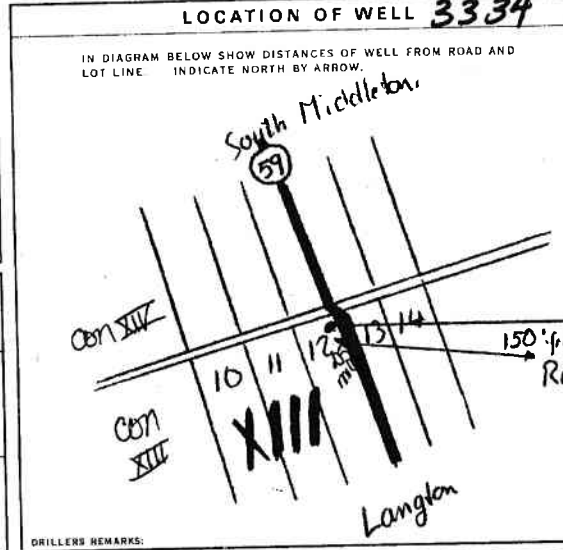 LOCATION OF WELL 3334
IN DIAGRAM BELOW SHOW DISTANCES OF WELL FROM ROAD AND
LOT LINE. INDICATE NORTH BY ARROW.
South Middleton.
59
con XIV
10 11 12 13 14
150'
con
XIII
XIII
Langton
DRILLERS REMARKS: